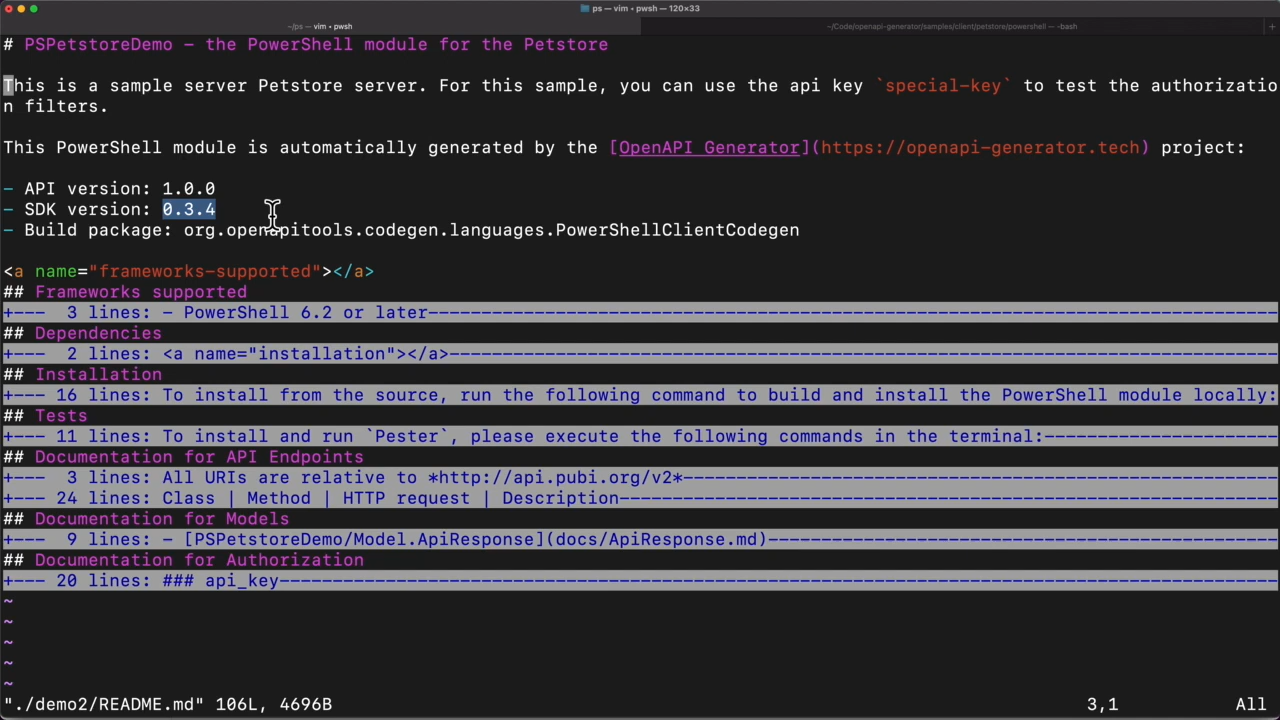 ps — vim • pwsh — 120×33
~/ps — vim • pwsh
~/Code/openapi-generator/samples/client/petstore/powershell — -bash
+
# PSPetstoreDemo - the PowerShell module for the Petstore
This is a sample server Petstore server. For this sample, you can use the api key `special-key` to test the authorizatio
n filters.
This PowerShell module is automatically generated by the [OpenAPI Generator](https://openapi-generator.tech) project:
- API version: 1.0.0
- SDK version: 0.3.4
- Build package: org.openapitools.codegen.languages.PowerShellClientCodegen
<a name="frameworks-supported"></a>
## Frameworks supported
+--- 3 lines: - PowerShell 6.2 or later--------------------------------------------------------------------------------
## Dependencies
+--- 2 lines: <a name="installation"></a>------------------------------------------------------------------------------
## Installation
+--- 16 lines: To install from the source, run the following command to build and install the PowerShell module locally:
## Tests
+--- 11 lines: To install and run `Pester`, please execute the following commands in the terminal:----------------------
## Documentation for API Endpoints
+--- 3 lines: All URIs are relative to *http://api.pubi.org/v2*--------------------------------------------------------
+--- 24 lines: Class | Method | HTTP request | Description--------------------------------------------------------------
## Documentation for Models
+--- 9 lines: - [PSPetstoreDemo/Model.ApiResponse](docs/ApiResponse.md)------------------------------------------------
## Documentation for Authorization
+--- 20 lines: ### api_key----------------------------------------------------------------------------------------------
~
~
~
~
~
"./demo2/README.md" 106L, 4696B 3,1 All